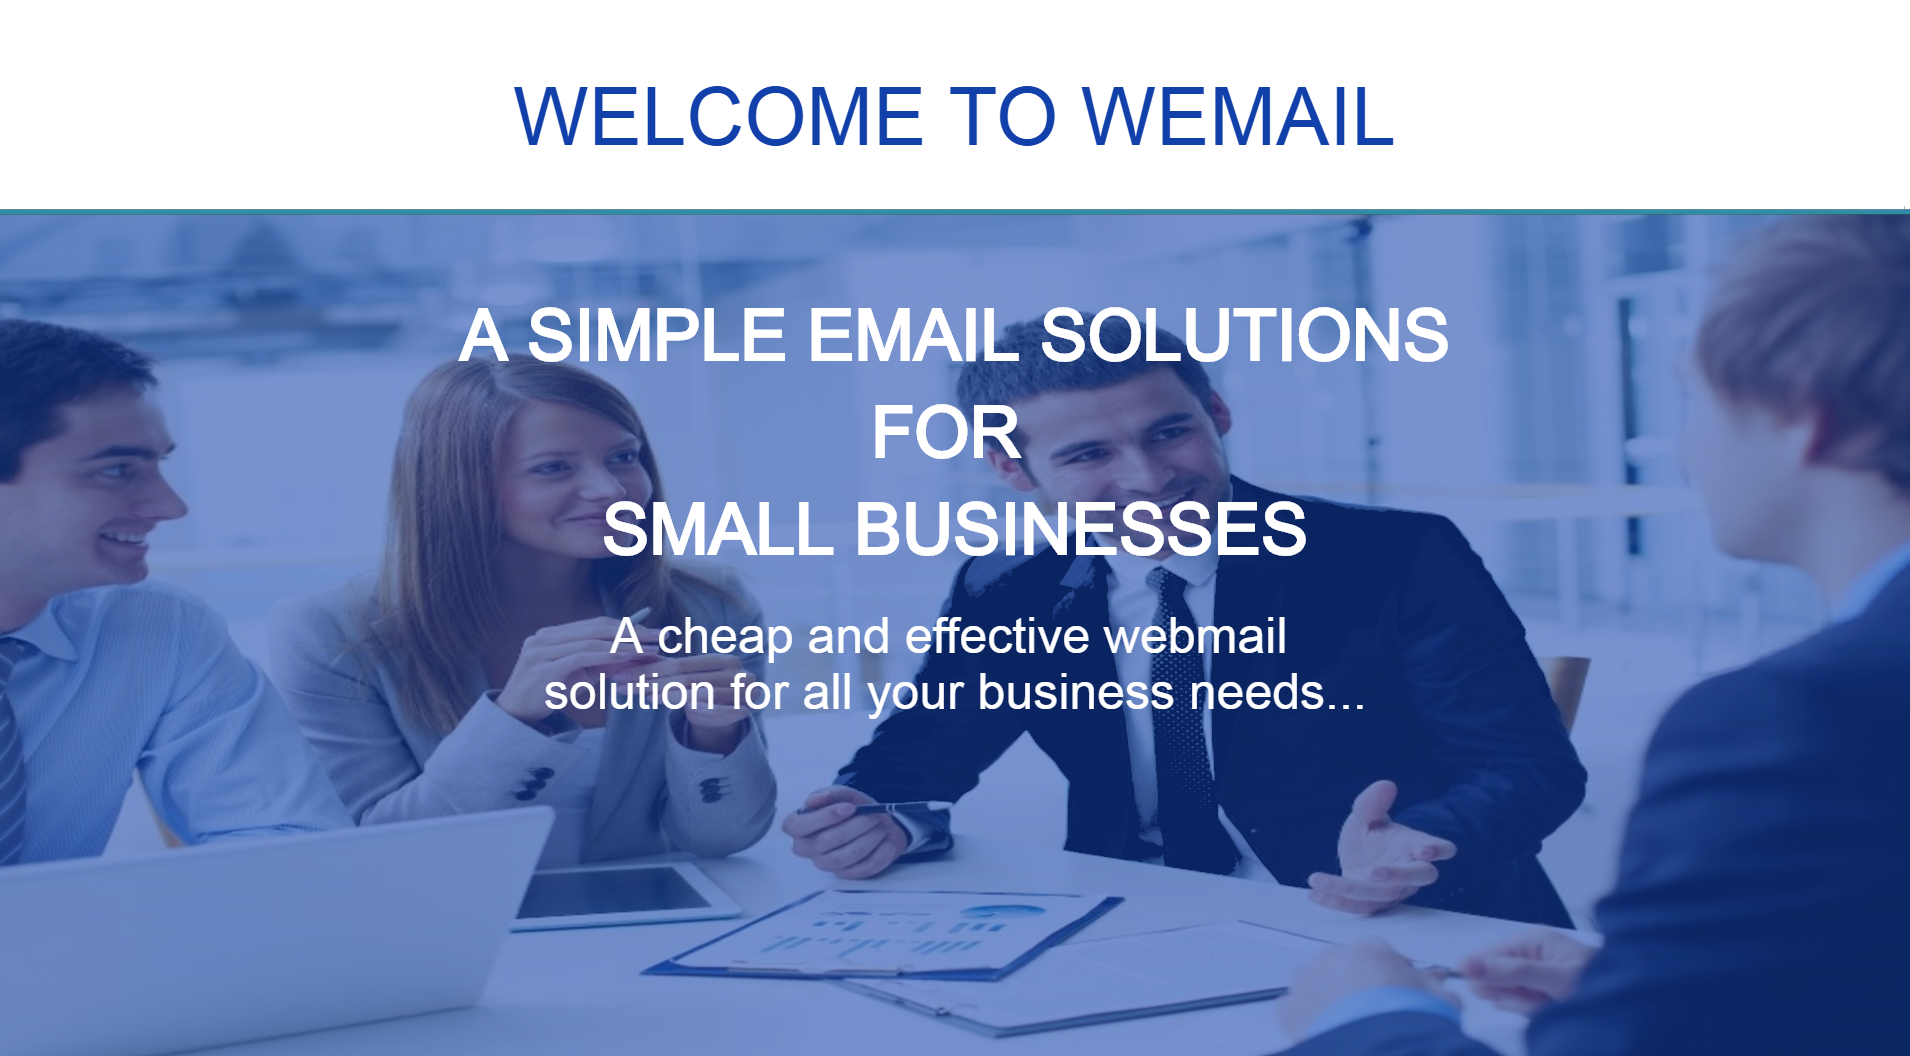 WELCOME TO WEMAIL
A SIMPLE EMAIL SOLUTIONS
FOR
SMALL BUSINESSES
A cheap and effective webmail
solution for all your business needs...